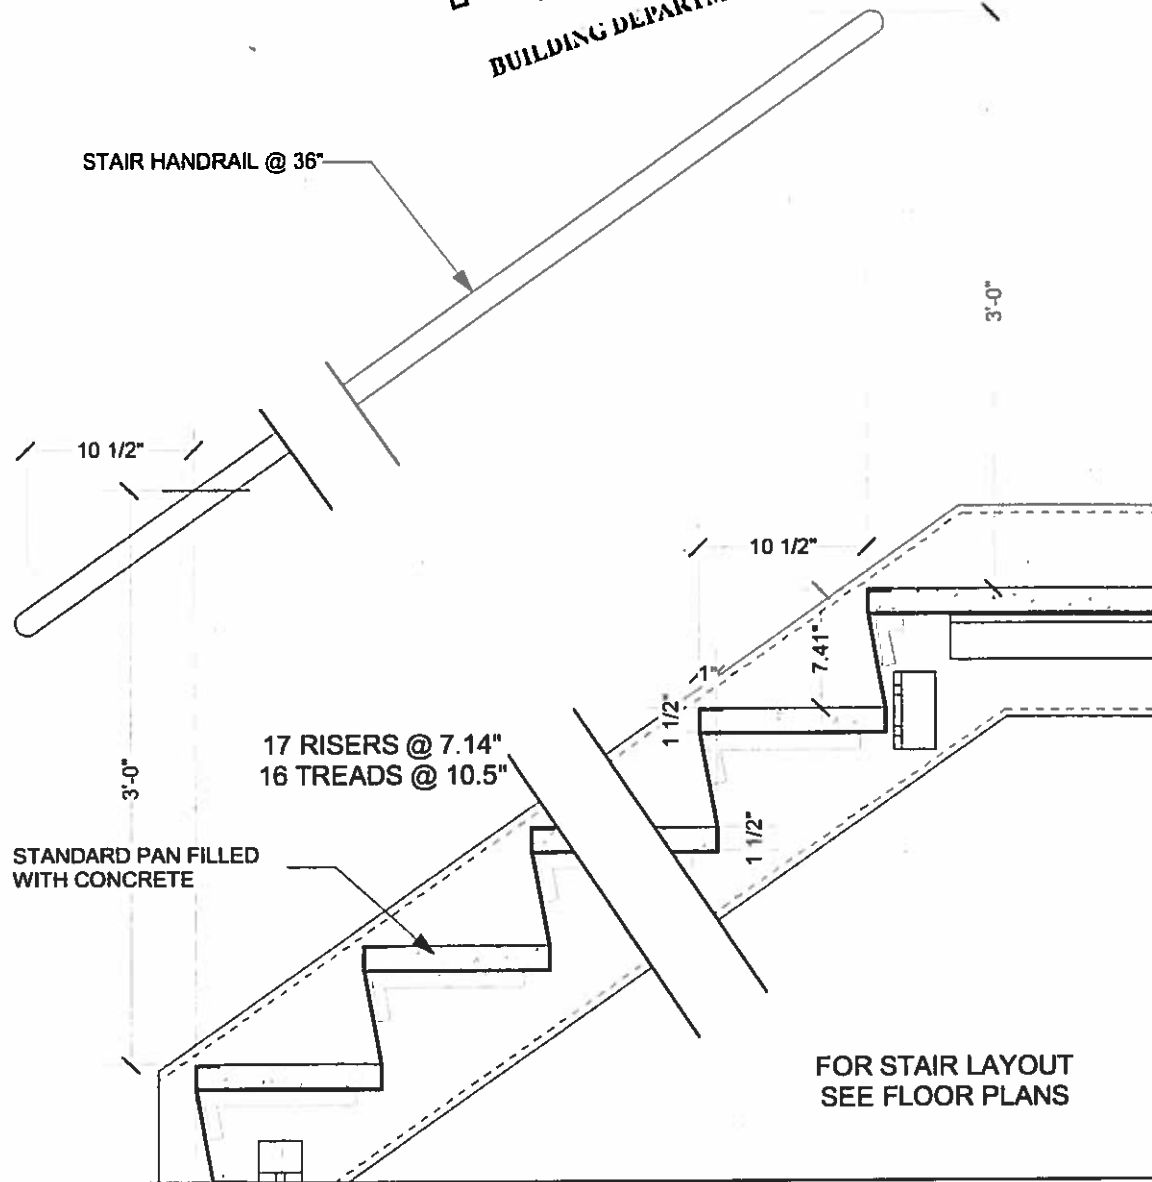 BUILDING
STAIR HANDRAIL @ 36"
3'-0"
10 1/2"
10 1/2"
7.41"
1"
1 1/2"
17 RISERS @ 7.14"
16 TREADS @ 10.5"
3'-0"
1 1/2"
STANDARD PAN FILLED
WITH CONCRETE
FOR STAIR LAYOUT
SEE FLOOR PLANS